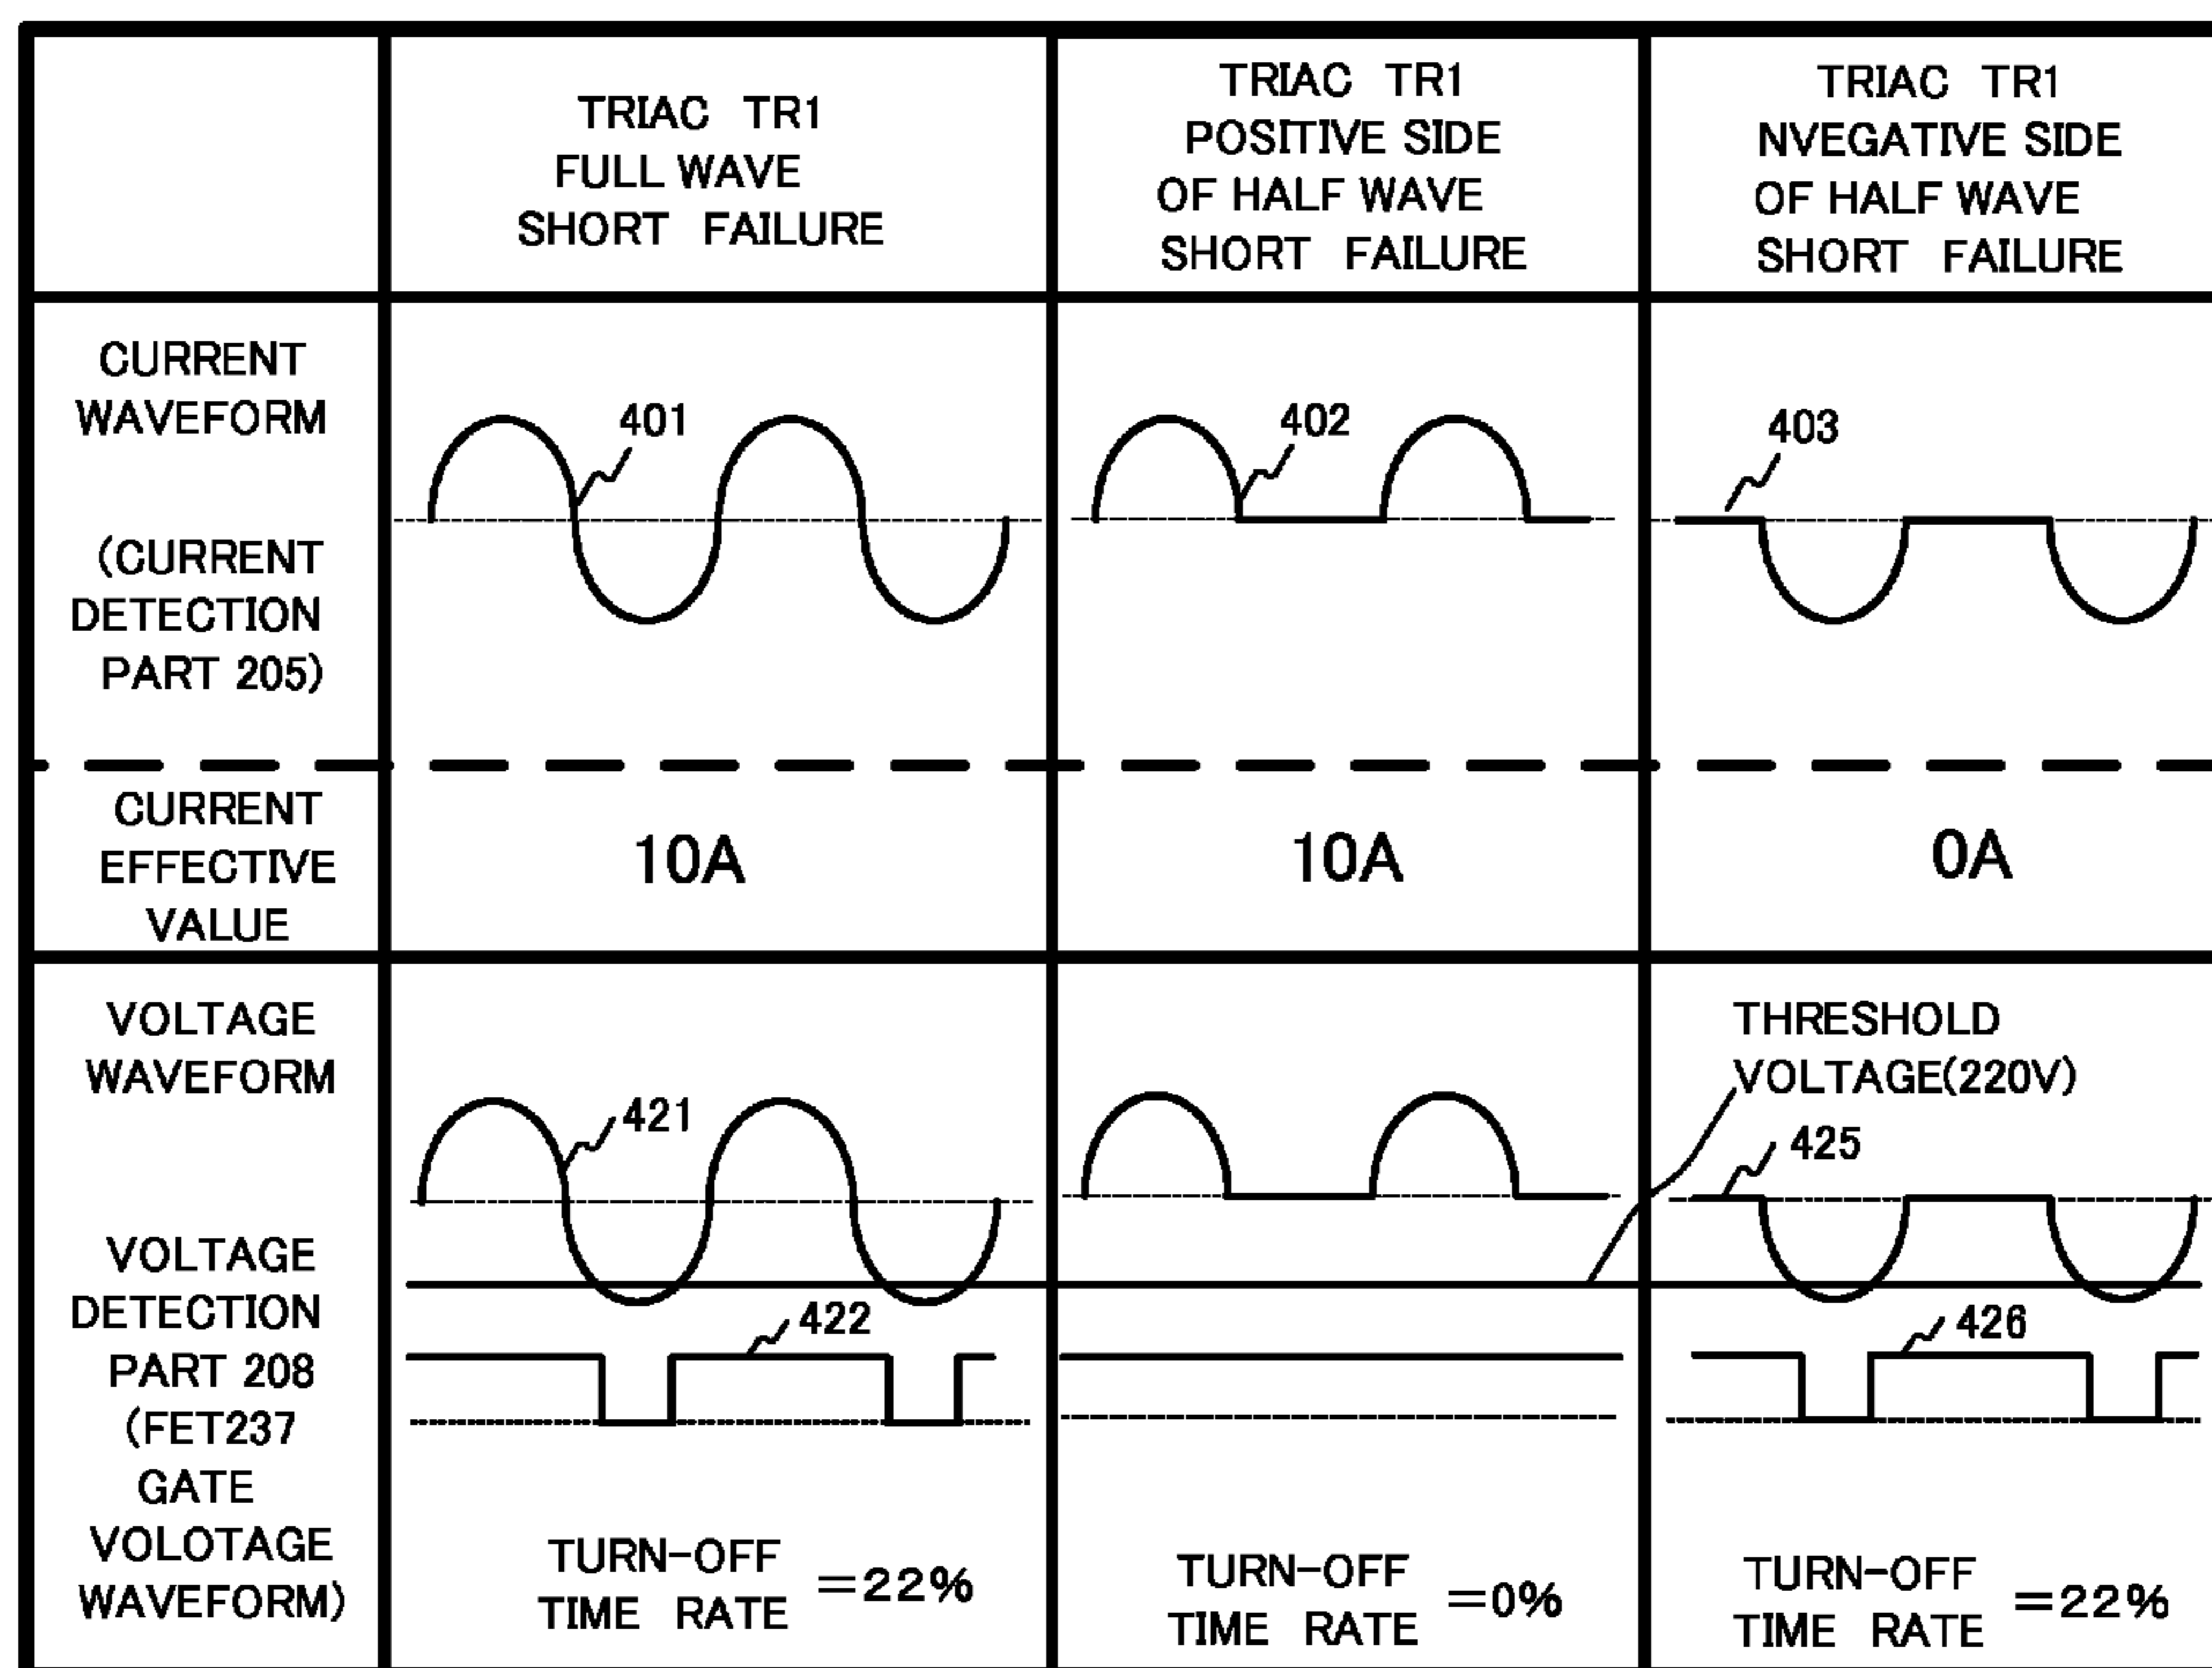 TRIAC TR1
FULL WAVE
SHORT FAILURE
TRIAC TR1
POSITIVE SIDE
OF HALF WAVE
SHORT FAILURE
TRIAC TR1
NVEGATIVE SIDE
OF HALF WAVE
SHORT FAILURE
CURRENT
WAVEFORM
(CURRENT
DETECTION
PART 205)
401
402
403
CURRENT
EFFECTIVE
VALUE
10A
10A
0A
VOLTAGE
WAVEFORM
VOLTAGE
DETECTION
PART 208
(FET237
GATE
VOLOTAGE
WAVEFORM)
421
422
TURN-OFF
TIME RATE =22%
TURN-OFF
TIME RATE =0%
THRESHOLD
VOLTAGE(220V)
425
426
TURN-OFF
TIME RATE =22%